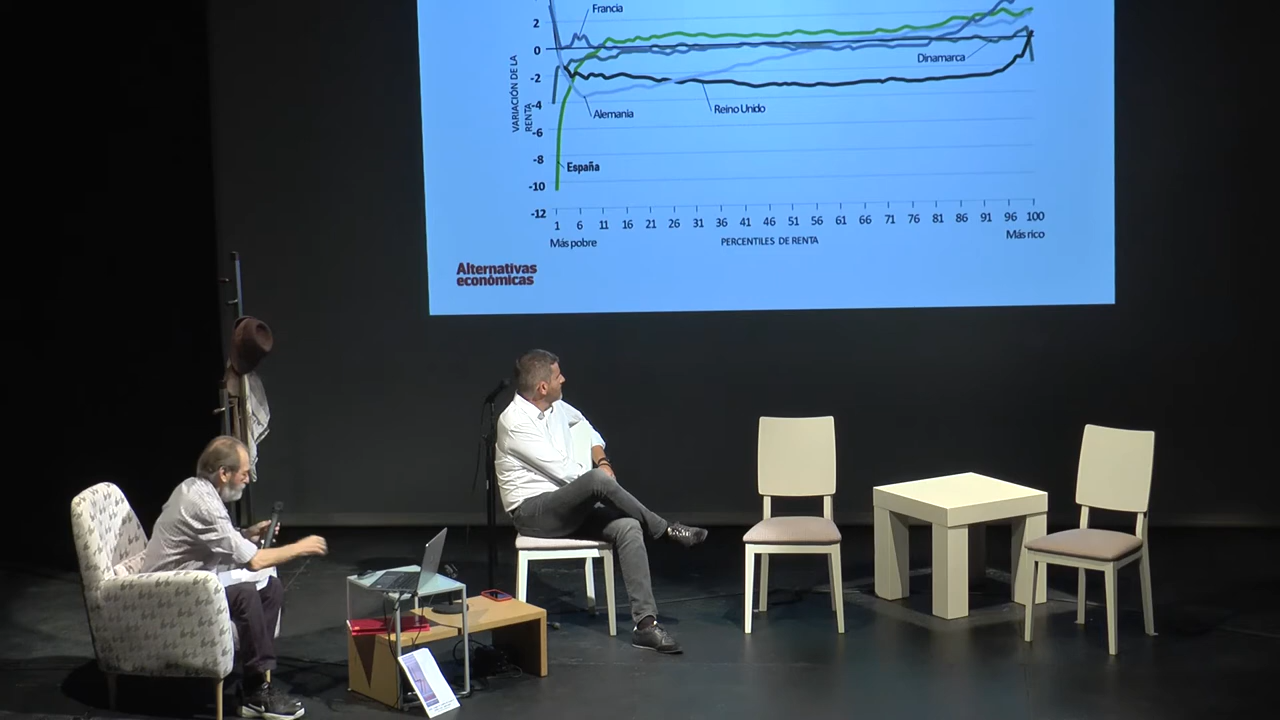 Francia
2
0
-2
-4
-6
-8
-10
-12
VARIACIÓN DE LA
RENTA
Dinamarca
Alemania
Reino Unido
España
1 6 11 16 21 26 31 36 41 46 51 56 61 66 71 76 81 86 91 96 100
Más pobre
PERCENTILES DE RENTA
Más rico
Alternativas
económicas